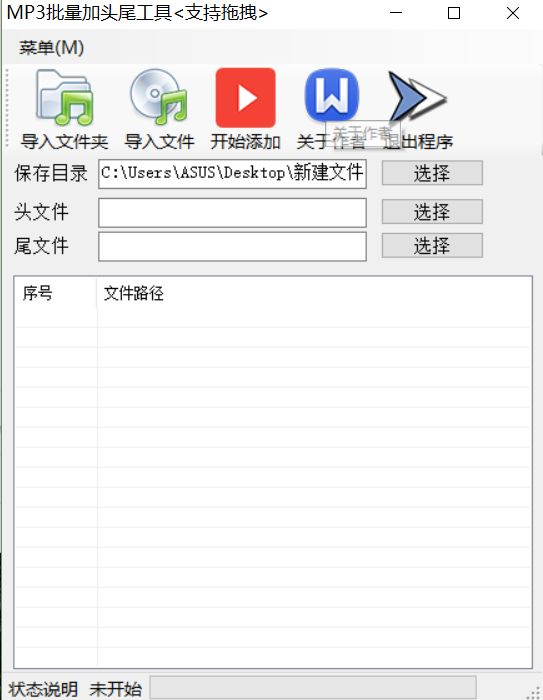 MP3批量加头尾工具<支持拖拽>
菜单(M)
导入文件夹 导入文件 开始添加 关于作者 退出程序
关于作者
保存目录 C:\Users\ASUS\Desktop\新建文件 选择
头文件 选择
尾文件 选择
序号 文件路径
状态说明 未开始